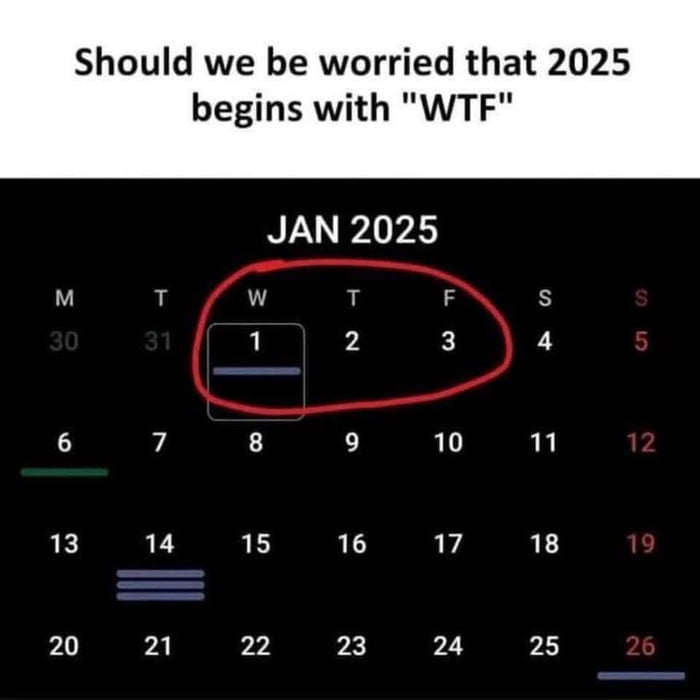 Should we be worried that 2025
begins with "WTF"
JAN 2025
M T W T F S S
30 31 1 2 3 4 5
6 7 8 9 10 11 12
13 14 15 16 17 18 19
20 21 22 23 24 25 26